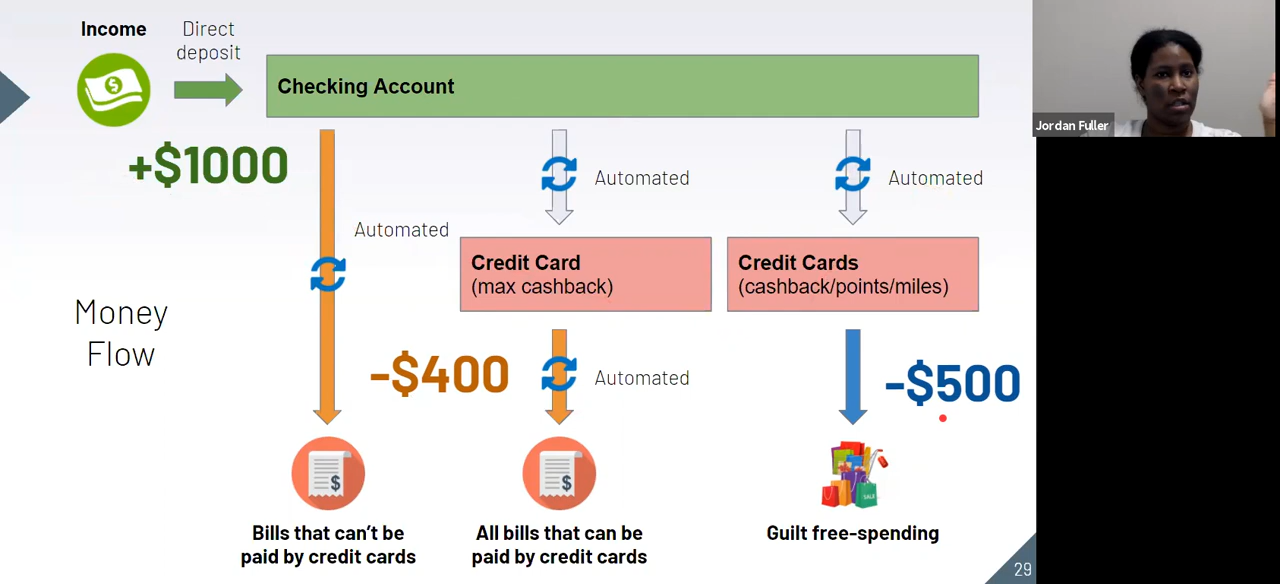 Income
Direct
deposit
Checking Account
+$1000
Automated
Automated
Automated
Credit Card
(max cashback)
Credit Cards
(cashback/points/miles)
Money
Flow
-$400
Automated
-$500
$
$
SALE
Bills that can't be
paid by credit cards
All bills that can be
paid by credit cards
Guilt free-spending
29
Jordan Fuller